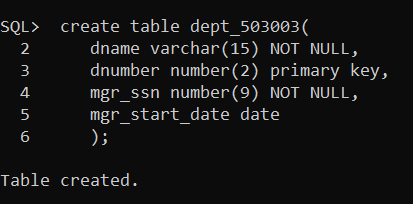 SQL>  create table dept_503003(
  2     dname varchar(15) NOT NULL,
  3     dnumber number(2) primary key,
  4     mgr_ssn number(9) NOT NULL,
  5     mgr_start_date date
  6     );
Table created.